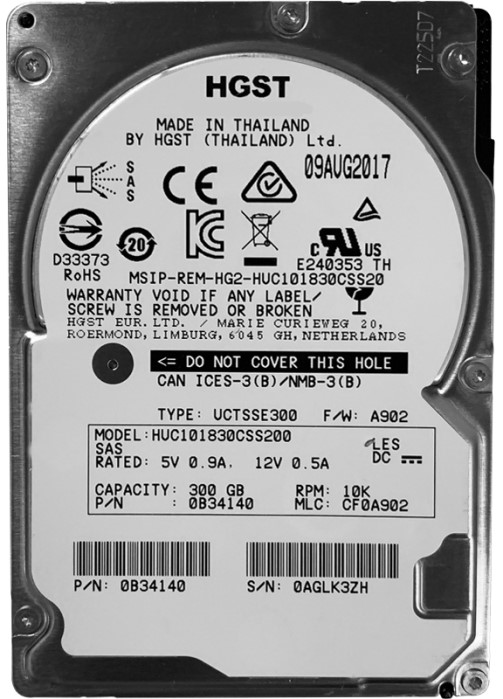 T22507
HGST
MADE IN THAILAND
BY HGST (THAILAND) Ltd.
09AUG2017
SAS
CE
20
D33373
RoHS
c RU US
E240353 TH
MSIP-REM-HG2-HUC101830CSS20
WARRANTY VOID IF ANY LABEL/
SCREW IS REMOVED OR BROKEN
HGST EUR.LTD. / MARIE CURIEWEG 20,
ROERMOND, LIMBURG, 6045 GH, NETHERLANDS
<= DO NOT COVER THIS HOLE
CAN ICES-3(B)/NMB-3(B)
TYPE: UCTSSE300 F/W: A902
MODEL:HUC101830CSS200
SAS
LES
RATED: 5V 0.9A, 12V 0.5A
DC
CAPACITY: 300 GB RPM: 10K
P/N : 0B34140 MLC: CF0A902
P/N: 0B34140 S/N: 0AGLK3ZH